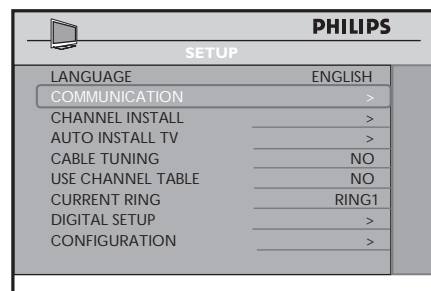 PHILIPS
SETUP
LANGUAGE ENGLISH
COMMUNICATION >
CHANNEL INSTALL >
AUTO INSTALL TV >
CABLE TUNING NO
USE CHANNEL TABLE NO
CURRENT RING RING1
DIGITAL SETUP >
CONFIGURATION >